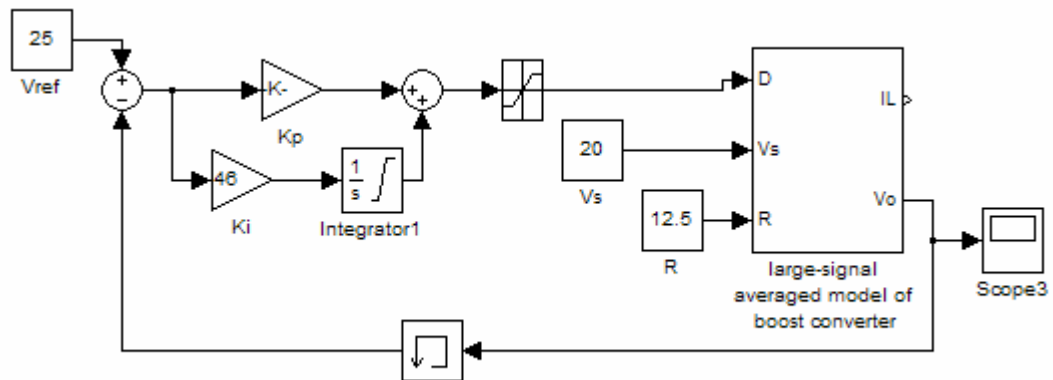 25
Vref
+
−
K-
Kp
46
Ki
1
s
Integrator1
+
+
20
Vs
12.5
R
D
Vs
R
IL
Vo
large-signal
averaged model of
boost converter
Scope3